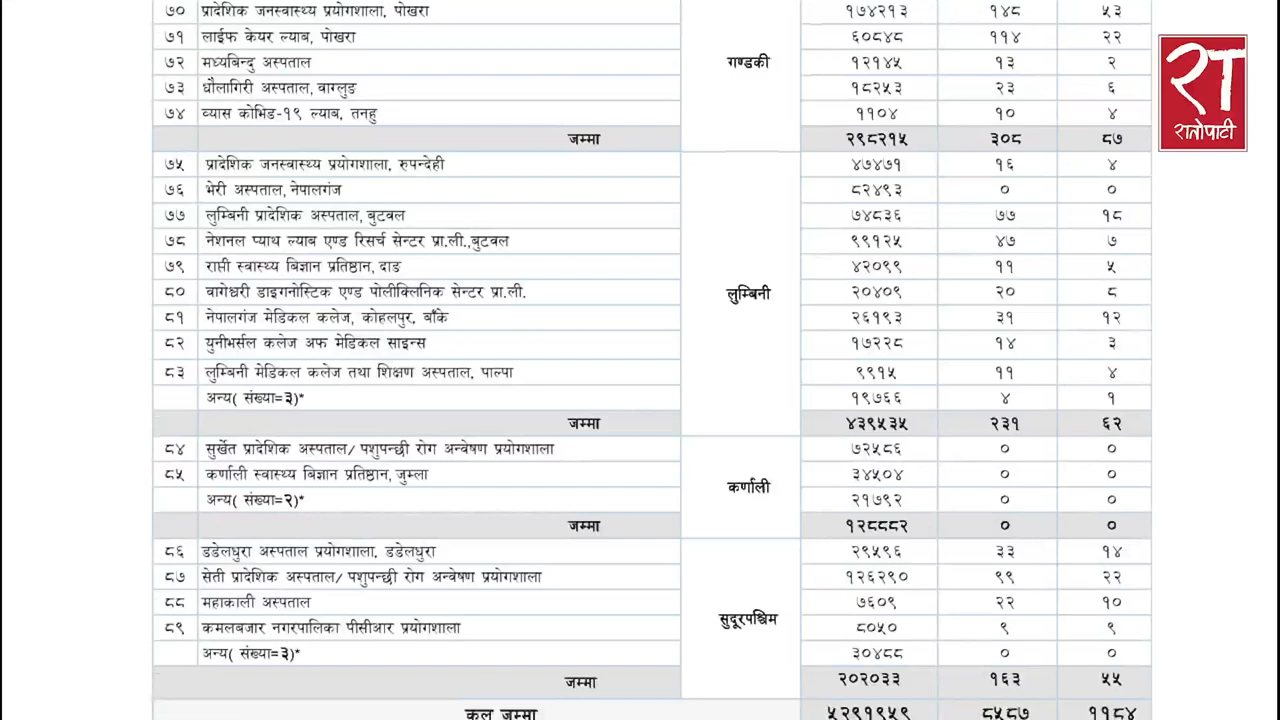 ७० प्रादेशिक जनस्वास्थ्य प्रयोगशाला, पोखरा १७४२१३ १४८ ५३
७१ लाईफ केयर ल्याब, पोखरा ६०८४८ ११४ २२
७२ मध्यबिन्दु अस्पताल गण्डकी १२१४५ १३ २
७३ धौलागिरी अस्पताल, वाग्लुङ १८२५३ २३ ६
७४ व्यास कोभिड-१९ ल्याब, तनहु ११०४ १० ४
जम्मा २९८२१५ ३०८ ८७
रातोपाटी
७५ प्रादेशिक जनस्वास्थ्य प्रयोगशाला, रुपन्देही ४७४७१ १६ ४
७६ भेरी अस्पताल, नेपालगंज ८२४९३ ० ०
७७ लुम्बिनी प्रादेशिक अस्पताल, बुटवल ७४८३६ ७७ १८
७८ नेशनल प्याथ ल्याब एण्ड रिसर्च सेन्टर प्रा.ली.,बुटवल ९९१२५ ४७ ७
७९ राप्ती स्वास्थ्य बिज्ञान प्रतिष्ठान, दाङ ४२०९९ ११ ५
८० वागेश्वरी डाइगनोस्टिक एण्ड पोलीक्लिनिक सेन्टर प्रा.ली. लुम्बिनी २०४०९ २० ८
८१ नेपालगंज मेडिकल कलेज, कोहलपुर, बाँके २६१९३ ३१ १२
८२ युनीभर्सल कलेज अफ मेडिकल साइन्स १७२२८ १४ ३
८३ लुम्बिनी मेडिकल कलेज तथा शिक्षण अस्पताल, पाल्पा ९९१५ ११ ४
अन्य( संख्या=३)* १९७६६ ४ १
जम्मा ४३९५३५ २३१ ६२
८४ सुर्खेत प्रादेशिक अस्पताल/ पशुपन्छी रोग अन्वेषण प्रयोगशाला ७२५८६ ० ०
८५ कर्णाली स्वास्थ्य बिज्ञान प्रतिष्ठान, जुम्ला कर्णाली ३४५०४ ० ०
अन्य( संख्या=२)* २१७९२ ० ०
जम्मा १२८८८२ ० ०
८६ डडेलधुरा अस्पताल प्रयोगशाला, डडेलधुरा २९५९६ ३३ १४
८७ सेती प्रादेशिक अस्पताल/ पशुपन्छी रोग अन्वेषण प्रयोगशाला १२६२९० ९९ २२
८८ महाकाली अस्पताल सुदूरपश्चिम ७६०९ २२ १०
८९ कमलबजार नगरपालिका पीसीआर प्रयोगशाला ८०५० ९ ९
अन्य( संख्या=३)* ३०४८८ ० ०
जम्मा २०२०३३ १६३ ५५
कुल जम्मा ५२९१९५९ ८५८७ ११८४